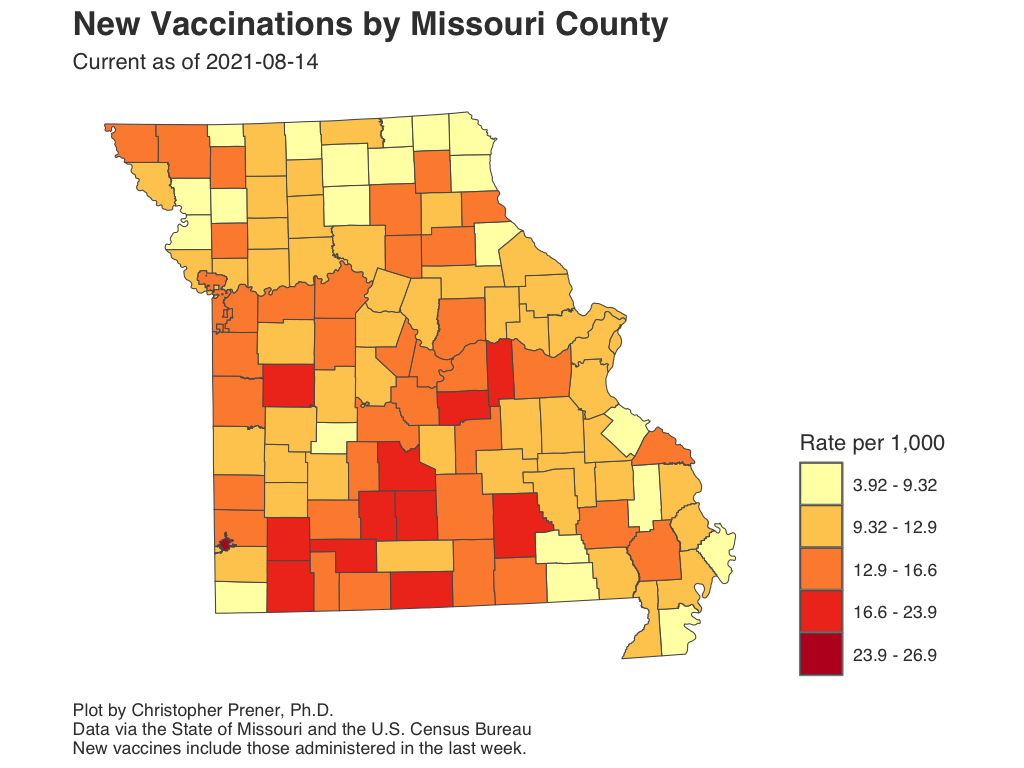 New Vaccinations by Missouri County
Current as of 2021-08-14
Rate per 1,000
3.92 - 9.32
9.32 - 12.9
12.9 - 16.6
16.6 - 23.9
23.9 - 26.9
Plot by Christopher Prener, Ph.D.
Data via the State of Missouri and the U.S. Census Bureau
New vaccines include those administered in the last week.